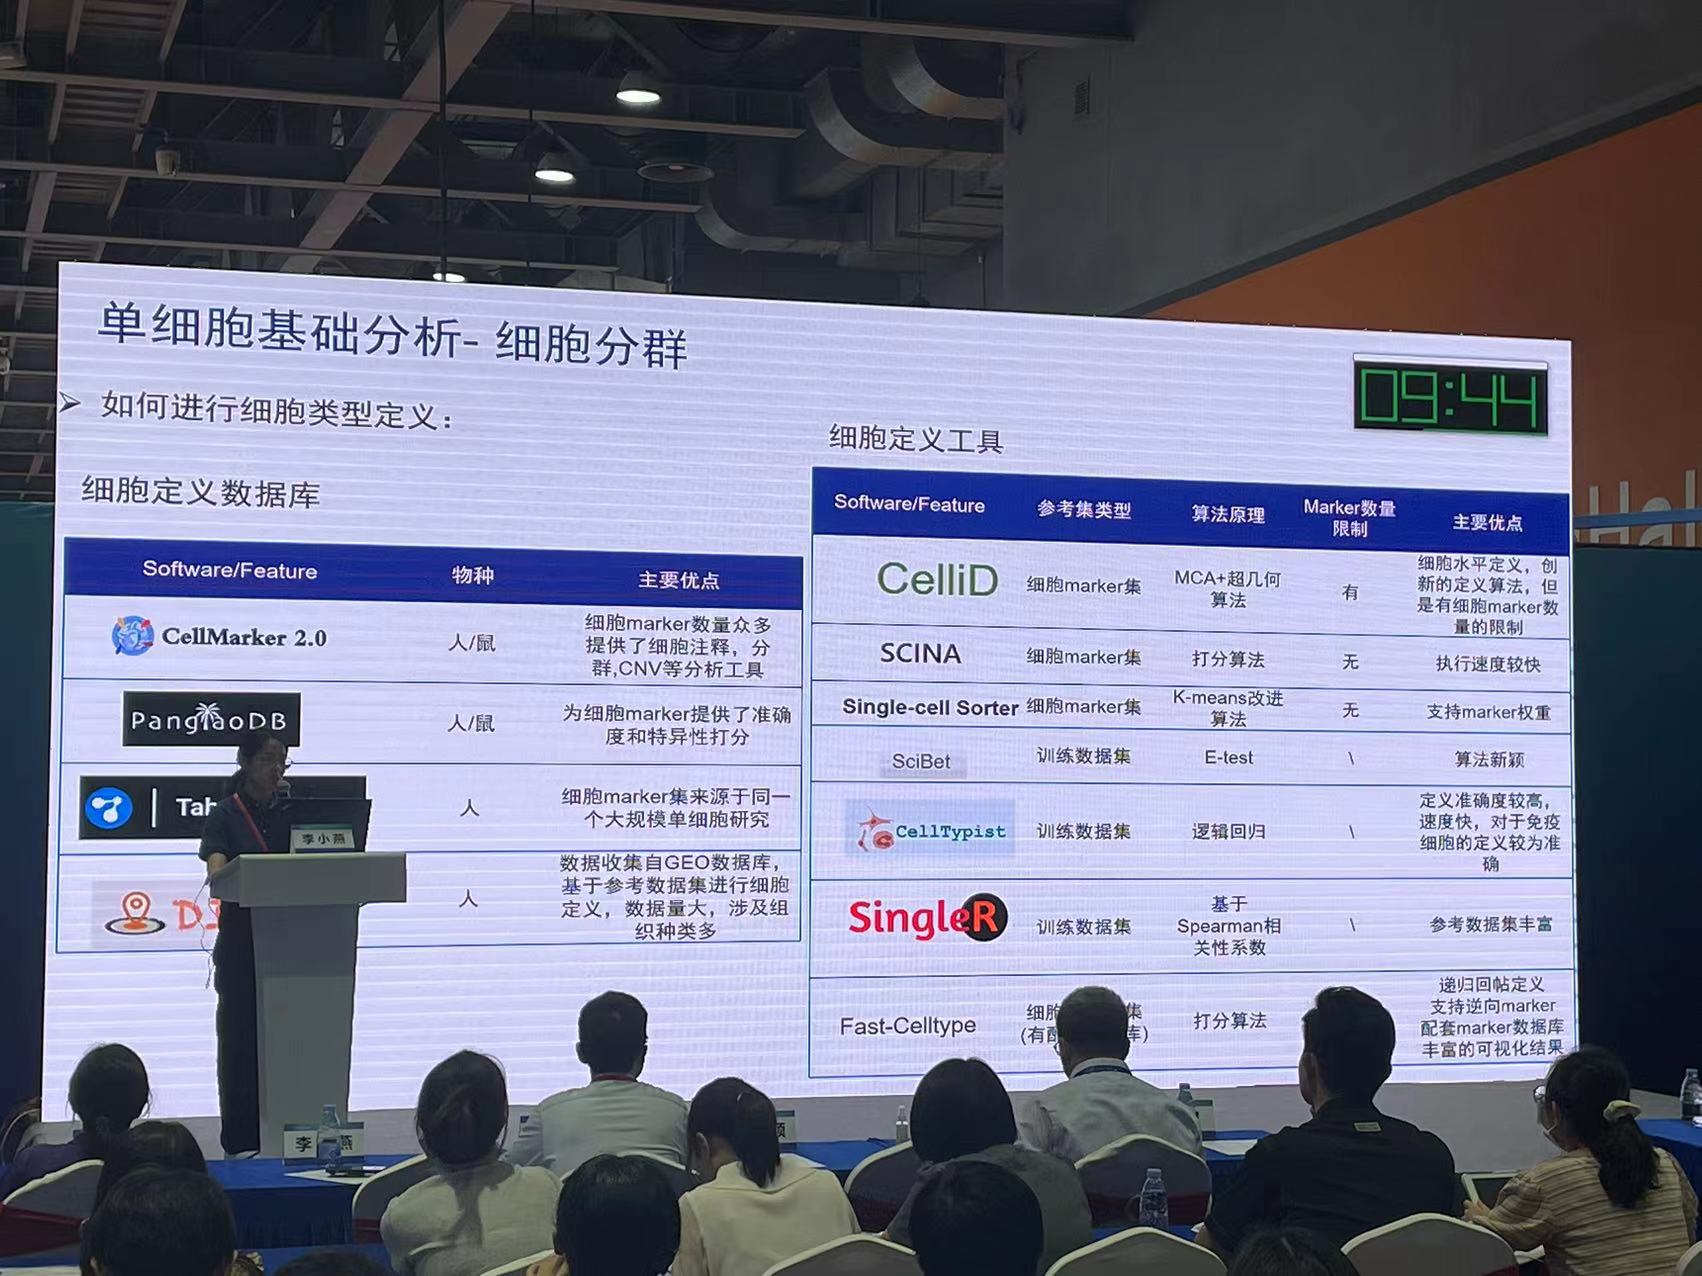 单细胞基础分析- 细胞分群
09:44
➢ 如何进行细胞类型定义：
细胞定义数据库
Software/Feature 物种 主要优点
CellMarker 2.0 人/鼠 细胞marker数量众多
提供了细胞注释，分
群,CNV等分析工具
PanglaoDB 人/鼠 为细胞marker提供了准确
度和特异性打分
人 细胞marker集来源于同一
个大规模单细胞研究
人 数据收集自GEO数据库，
基于参考数据集进行细胞
定义，数据量大，涉及组
织种类多
细胞定义工具
Software/Feature 参考集类型 算法原理 Marker数量
限制 主要优点
CelliD 细胞marker集 MCA+超几何
算法 有 细胞水平定义，创
新的定义算法，但
是有细胞marker数
量的限制
SCINA 细胞marker集 打分算法 无 执行速度较快
Single-cell Sorter 细胞marker集 K-means改进
算法 无 支持marker权重
SciBet 训练数据集 E-test \ 算法新颖
CellTypist 训练数据集 逻辑回归 \ 定义准确度较高，
速度快，对于免疫
细胞的定义较为准
确
SingleR 训练数据集 基于
Spearman相
关性系数 \ 参考数据集丰富
Fast-Celltype 打分算法 递归回帖定义
支持逆向marker
配套marker数据库
丰富的可视化结果
李小燕